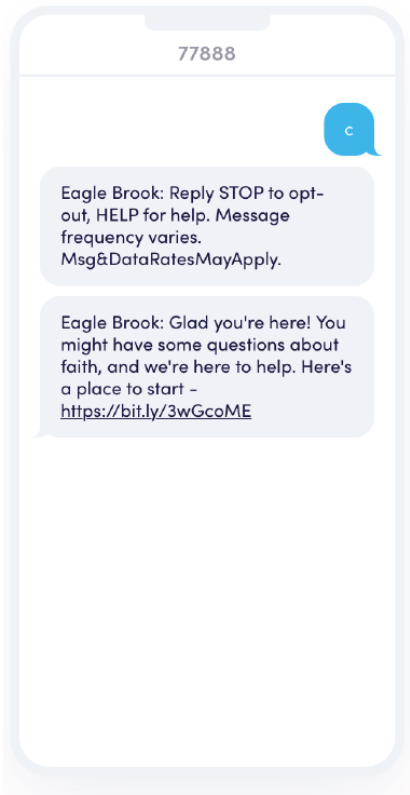 77888
c
Eagle Brook: Reply STOP to opt-
out, HELP for help. Message
frequency varies.
Msg&DataRatesMayApply.
Eagle Brook: Glad you're here! You
might have some questions about
faith, and we're here to help. Here's
a place to start -
https://bit.ly/3wGcoME